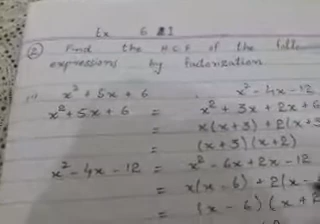 Ex 6.1
② Find the H.C.F of the follo
expressions by factorization
(i) x² + 5x + 6 , x² - 4x - 12
x² + 5x + 6 = x² + 3x + 2x + 6
= x(x+3) + 2(x+3
= (x+3)(x+2)
x² - 4x - 12 = x² - 6x + 2x - 12
= x(x - 6) + 2(x -
= (x - 6)(x + 2